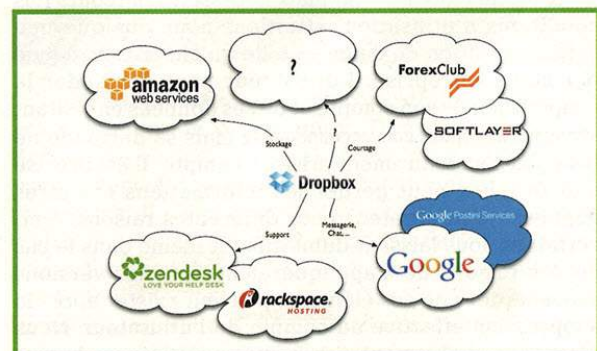 ?
amazon
web services
ForexClub
SOFTLAYER
Stockage
Courtage
Dropbox
Support
Messagerie,
Chat,...
Google Postini Services
Google
zendesk
LOVE YOUR HELP DESK
rackspace
HOSTING